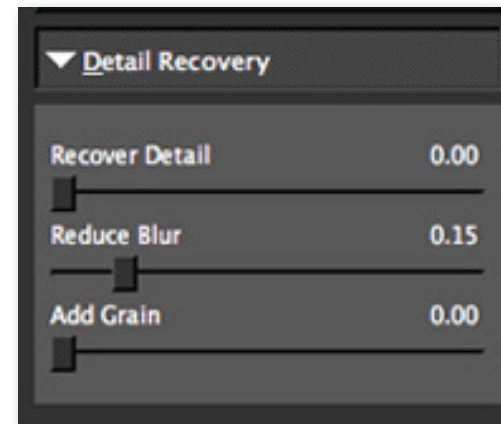 Detail Recovery
Recover Detail 0.00
Reduce Blur 0.15
Add Grain 0.00